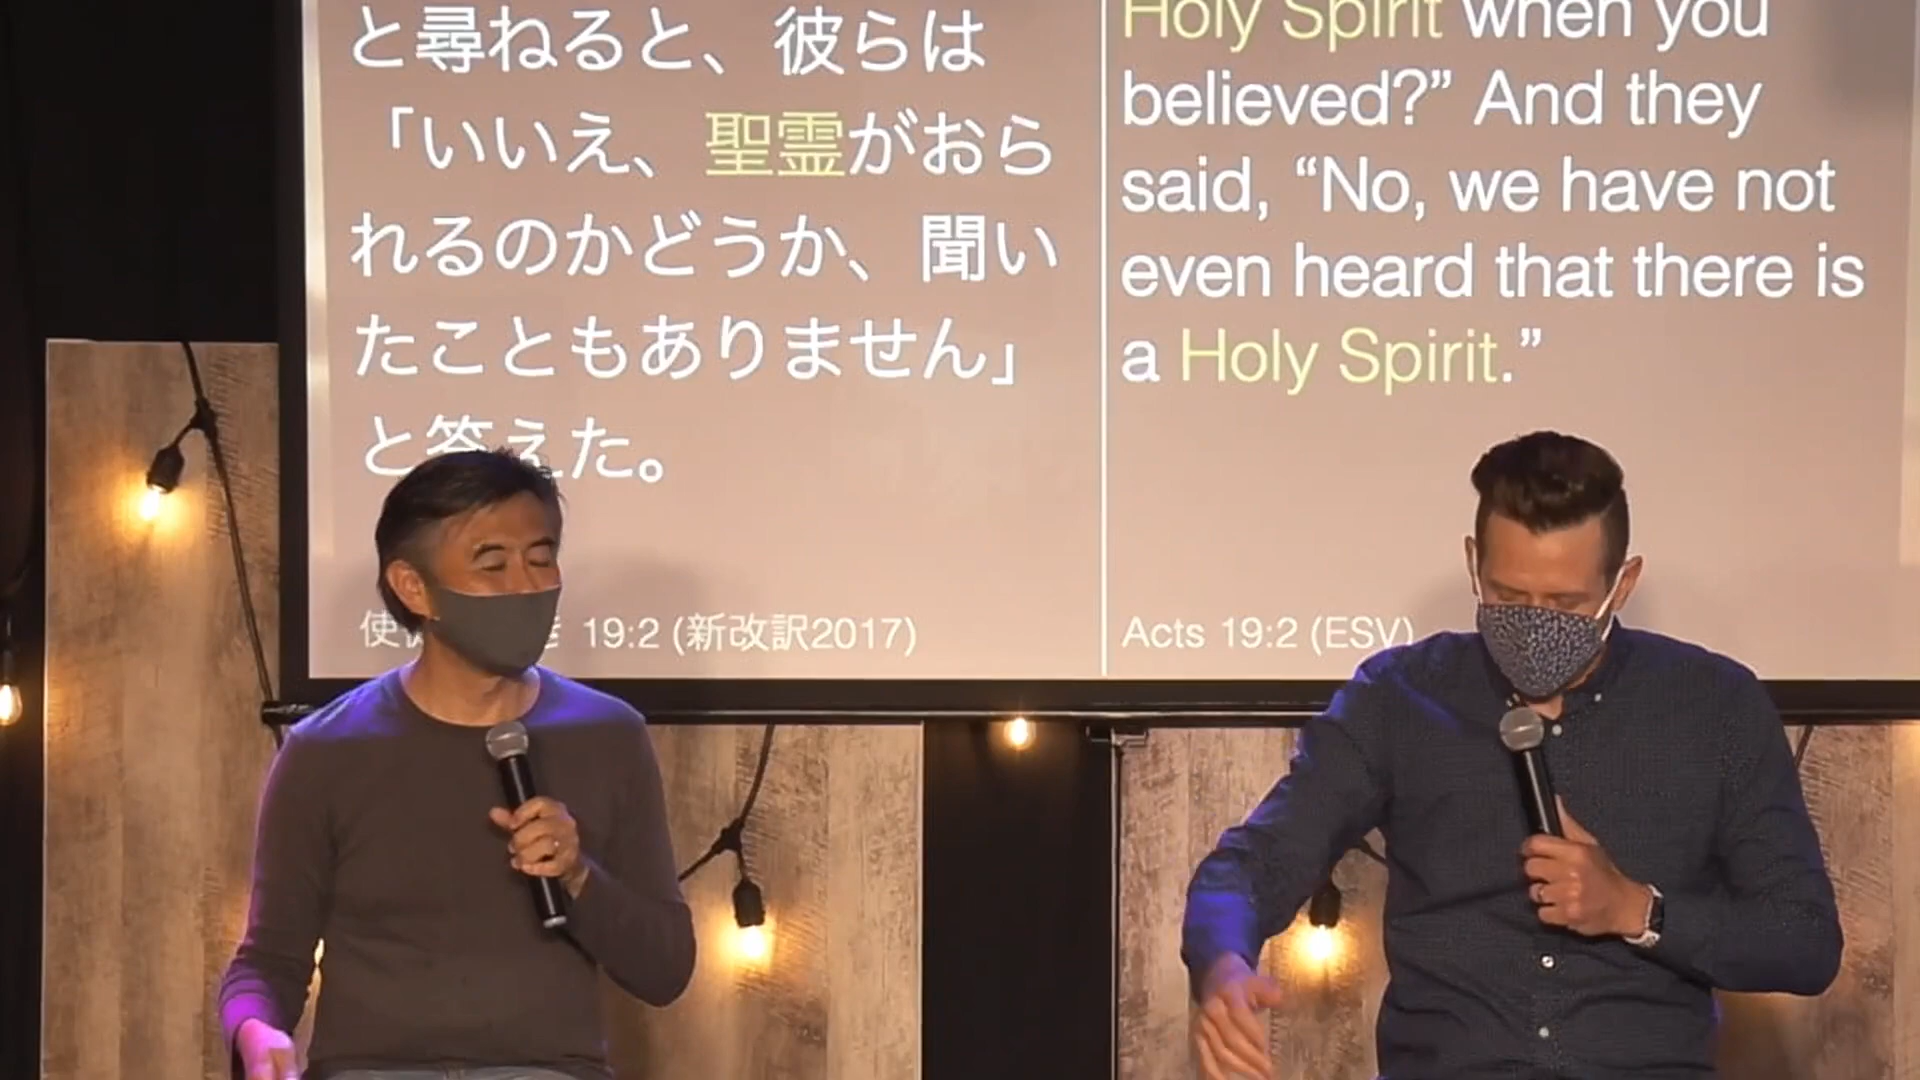 と尋ねると、彼らは
「いいえ、聖霊がおら
れるのかどうか、聞い
たこともありません」
と答えた。
19:2 (新改訳2017)
Holy Spirit when you
believed?” And they
said, “No, we have not
even heard that there is
a Holy Spirit.”
Acts 19:2 (ESV)